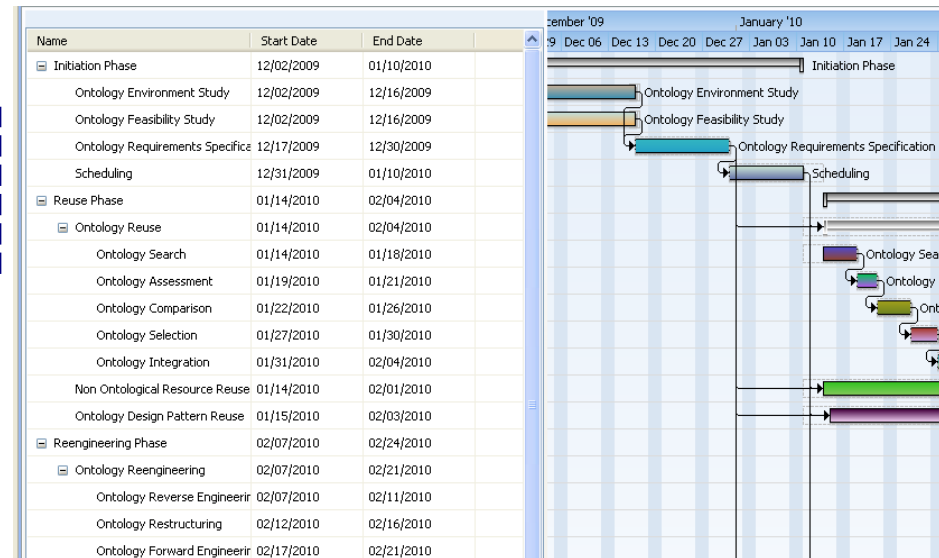 cember '09 January '10
Name Start Date End Date 29 Dec 06 Dec 13 Dec 20 Dec 27 Jan 03 Jan 10 Jan 17 Jan 24
Initiation Phase 12/02/2009 01/10/2010 Initiation Phase
Ontology Environment Study 12/02/2009 12/16/2009 Ontology Environment Study
Ontology Feasibility Study 12/02/2009 12/16/2009 Ontology Feasibility Study
Ontology Requirements Specifica 12/17/2009 12/30/2009 Ontology Requirements Specification
Scheduling 12/31/2009 01/10/2010 Scheduling
Reuse Phase 01/14/2010 02/04/2010
Ontology Reuse 01/14/2010 02/04/2010
Ontology Search 01/14/2010 01/18/2010 Ontology Sea
Ontology Assessment 01/19/2010 01/21/2010 Ontology
Ontology Comparison 01/22/2010 01/26/2010 Ont
Ontology Selection 01/27/2010 01/30/2010
Ontology Integration 01/31/2010 02/04/2010
Non Ontological Resource Reuse 01/14/2010 02/01/2010
Ontology Design Pattern Reuse 01/15/2010 02/03/2010
Reengineering Phase 02/07/2010 02/24/2010
Ontology Reengineering 02/07/2010 02/21/2010
Ontology Reverse Engineerir 02/07/2010 02/11/2010
Ontology Restructuring 02/12/2010 02/16/2010
Ontology Forward Engineerir 02/17/2010 02/21/2010